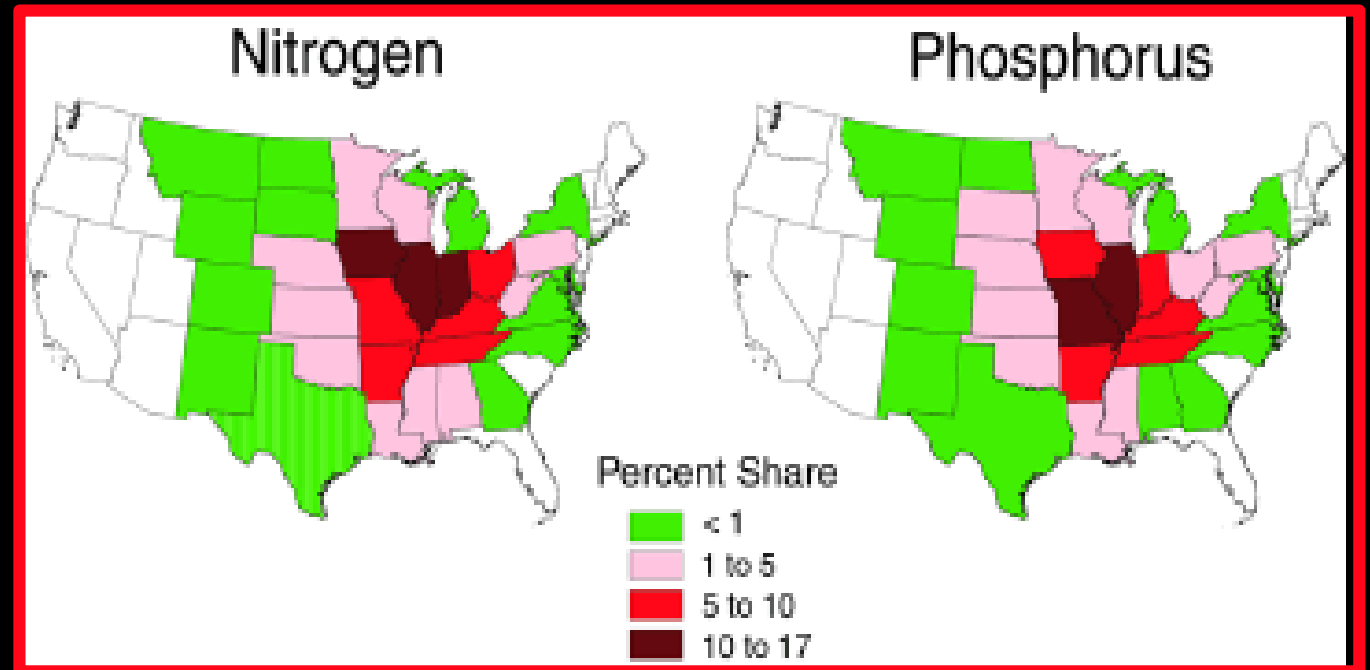 Nitrogen
Phosphorus
Percent Share
< 1
1 to 5
5 to 10
10 to 17